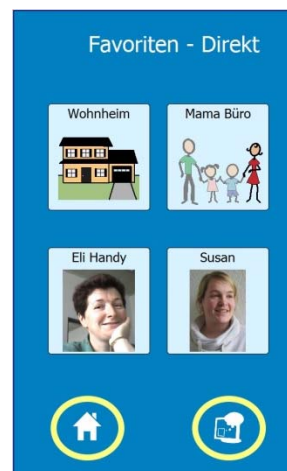 Favoriten - Direkt
Wohnheim
Mama Büro
Eli Handy
Susan